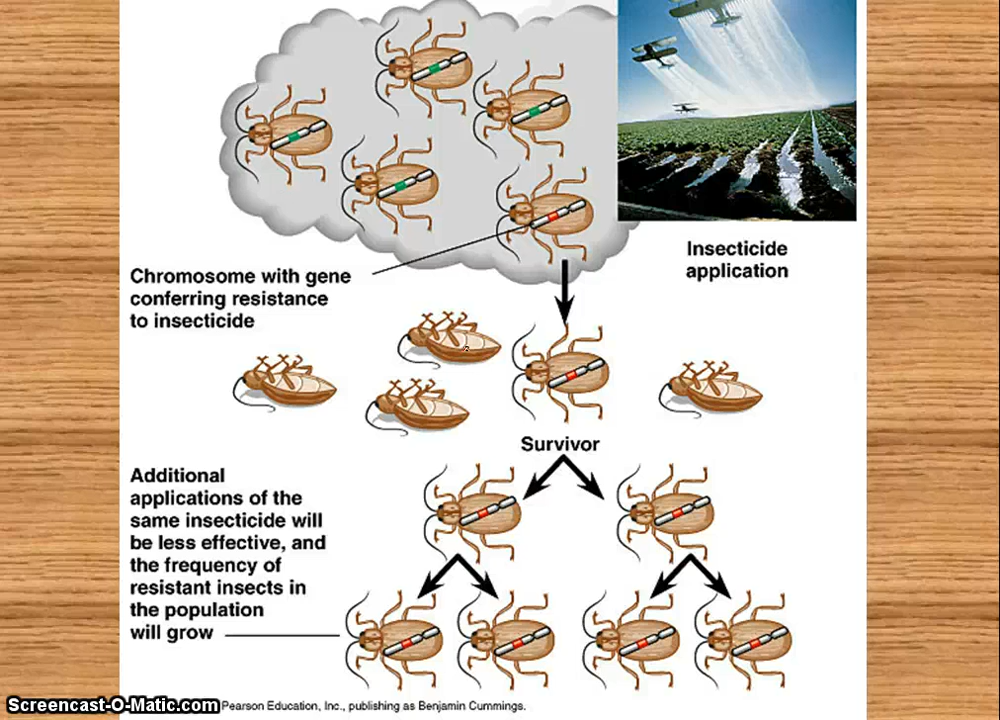 Insecticide
application
Chromosome with gene
conferring resistance
to insecticide
Survivor
Additional
applications of the
same insecticide will
be less effective, and
the frequency of
resistant insects in
the population
will grow
Screencast-O-Matic.com
Pearson Education, Inc., publishing as Benjamin Cummings.